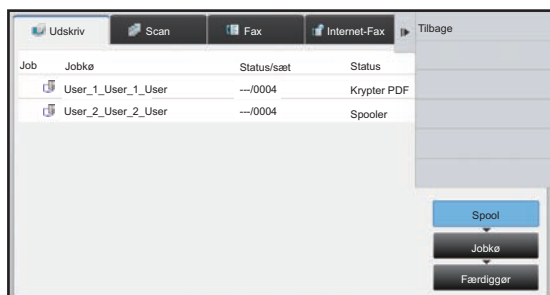 Udskriv Scan Fax Internet-Fax Tilbage
Job Jobkø Status/sæt Status
User_1_User_1_User ---/0004 Krypter PDF
User_2_User_2_User ---/0004 Spooler
Spool
Jobkø
Færdiggør